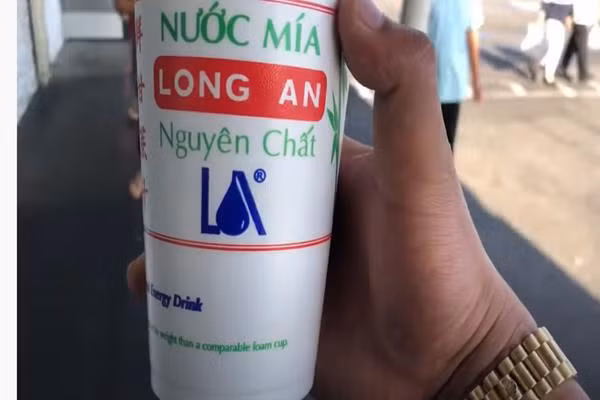 NƯỚC MÍA
LONG AN
Nguyên Chất
LA®
Energy Drink
weight than a comparable foam cup.